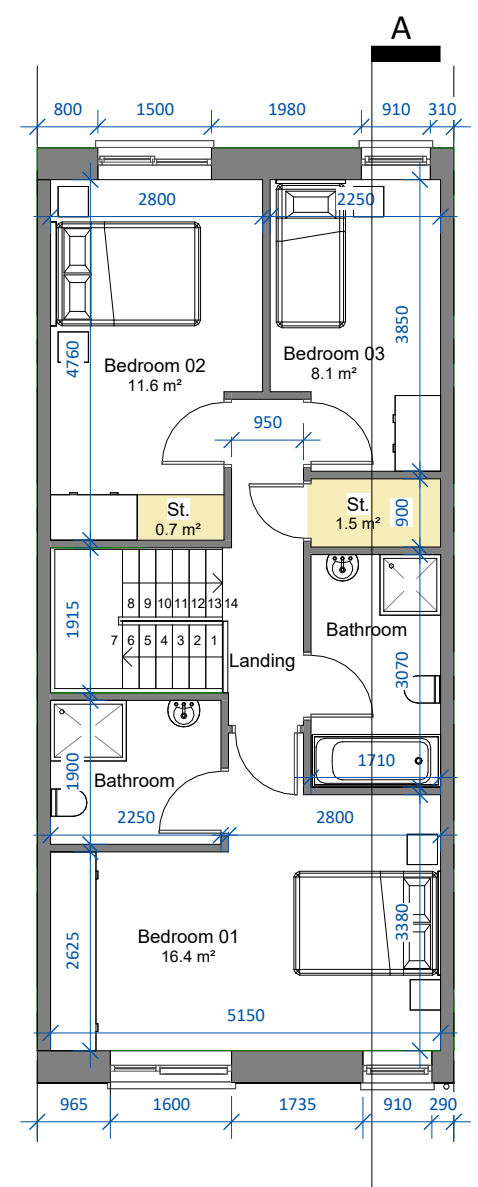 A
800 1500 1980 910 310
2800 2250
4760
3850
Bedroom 02
11.6 m²
Bedroom 03
8.1 m²
950
St.
0.7 m²
St.
1.5 m²
900
1915
8 9 10 11 12 13 14
7 6 5 4 3 2 1
Landing
Bathroom
3070
1900
Bathroom
1710
2250 2800
2625
Bedroom 01
16.4 m²
3380
5150
965 1600 1735 910 290